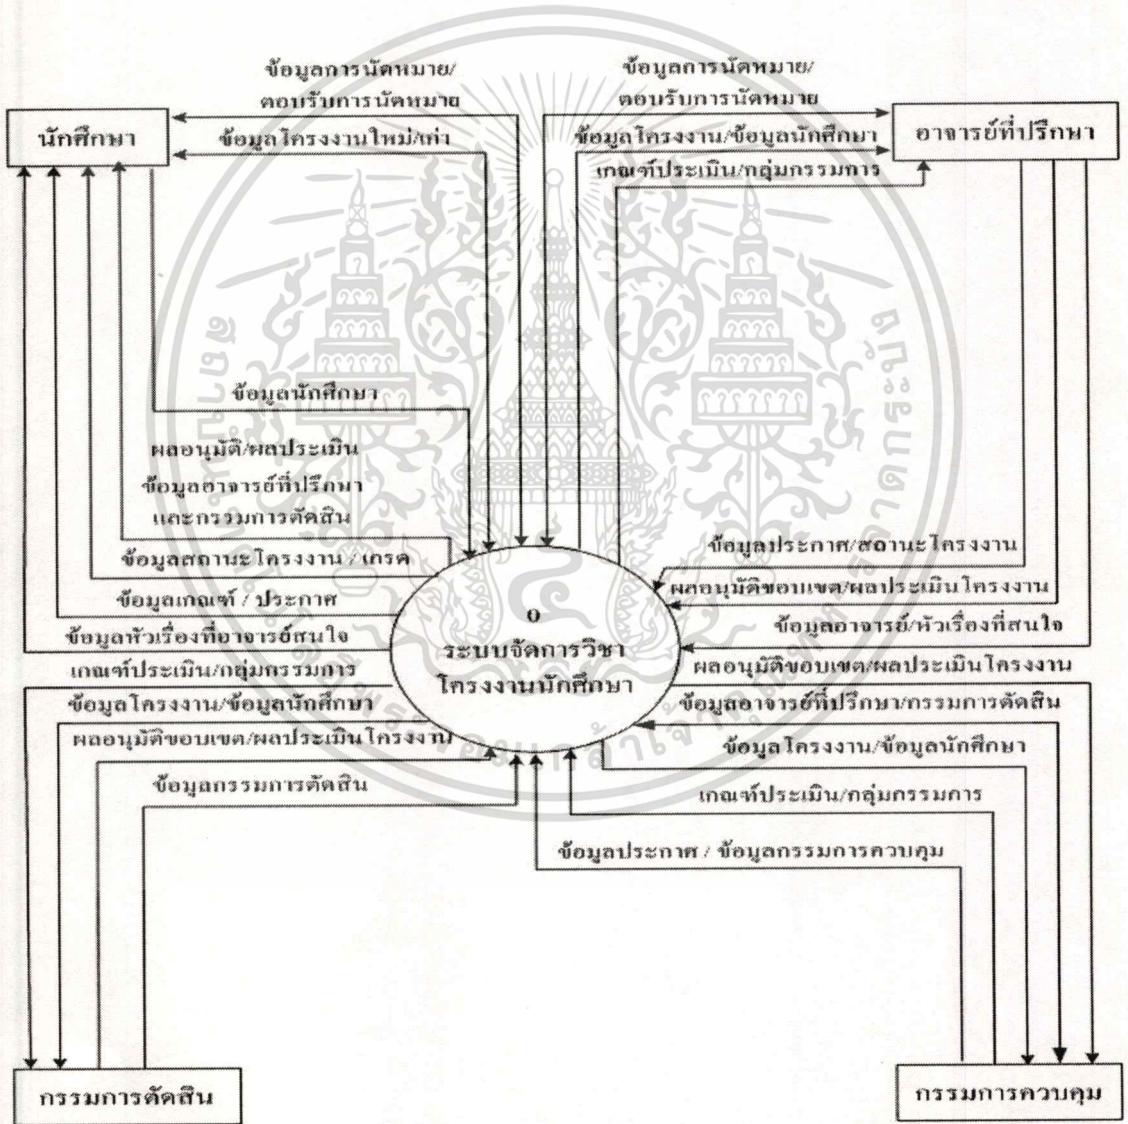 ข้อมูลการนัดหมาย/
ตอบรับการนัดหมาย
ข้อมูลการนัดหมาย/
ตอบรับการนัดหมาย
นักศึกษา
ข้อมูลโครงงานใหม่/เก่า
ข้อมูลโครงงาน/ข้อมูลนักศึกษา
อาจารย์ที่ปรึกษา
เกณฑ์ประเมิน/กลุ่มกรรมการ
ข้อมูลนักศึกษา
ผลอนุมัติ/ผลประเมิน
ข้อมูลอาจารย์ที่ปรึกษา
และกรรมการตัดสิน
ข้อมูลสถานะโครงงาน / เกรด
ข้อมูลเกณฑ์ / ประกาศ
ข้อมูลหัวเรื่องที่อาจารย์สนใจ
ข้อมูลประกาศ/สถานะโครงงาน
ผลอนุมัติขอบเขต/ผลประเมินโครงงาน
ข้อมูลอาจารย์/หัวเรื่องที่สนใจ
0
ระบบจัดการวิชา
โครงงานนักศึกษา
เกณฑ์ประเมิน/กลุ่มกรรมการ
ข้อมูลโครงงาน/ข้อมูลนักศึกษา
ผลอนุมัติขอบเขต/ผลประเมินโครงงาน
ข้อมูลกรรมการตัดสิน
ผลอนุมัติขอบเขต/ผลประเมินโครงงาน
ข้อมูลอาจารย์ที่ปรึกษา/กรรมการตัดสิน
ข้อมูลโครงงาน/ข้อมูลนักศึกษา
เกณฑ์ประเมิน/กลุ่มกรรมการ
ข้อมูลประกาศ / ข้อมูลกรรมการควบคุม
กรรมการตัดสิน
กรรมการควบคุม